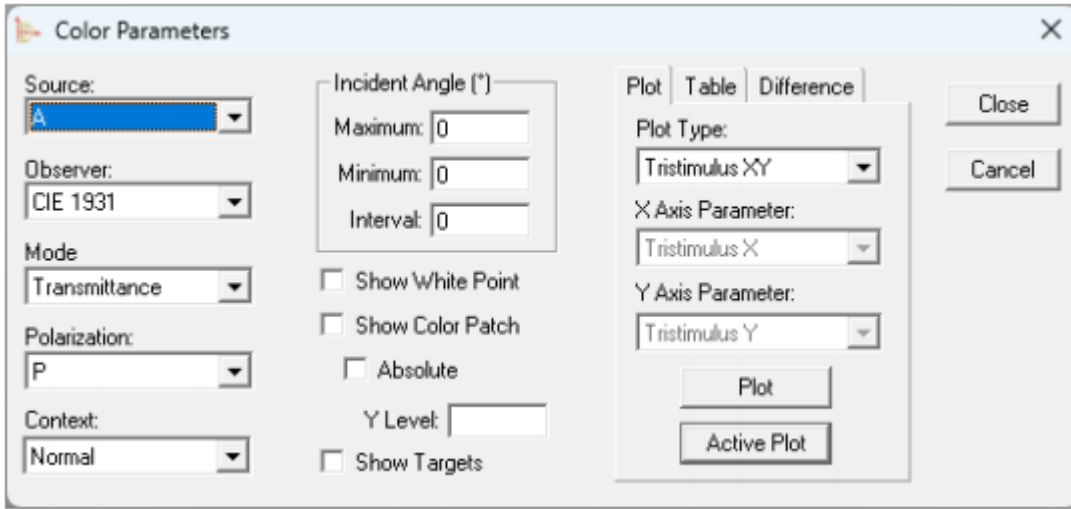 Color Parameters
Source:
A
Observer:
CIE 1931
Mode
Transmittance
Polarization:
P
Context:
Normal
Incident Angle (°)
Maximum: 0
Minimum: 0
Interval: 0
Show White Point
Show Color Patch
Absolute
Y Level:
Show Targets
Plot Table Difference
Plot Type:
Tristimulus XY
X Axis Parameter:
Tristimulus X
Y Axis Parameter:
Tristimulus Y
Plot
Active Plot
Close
Cancel